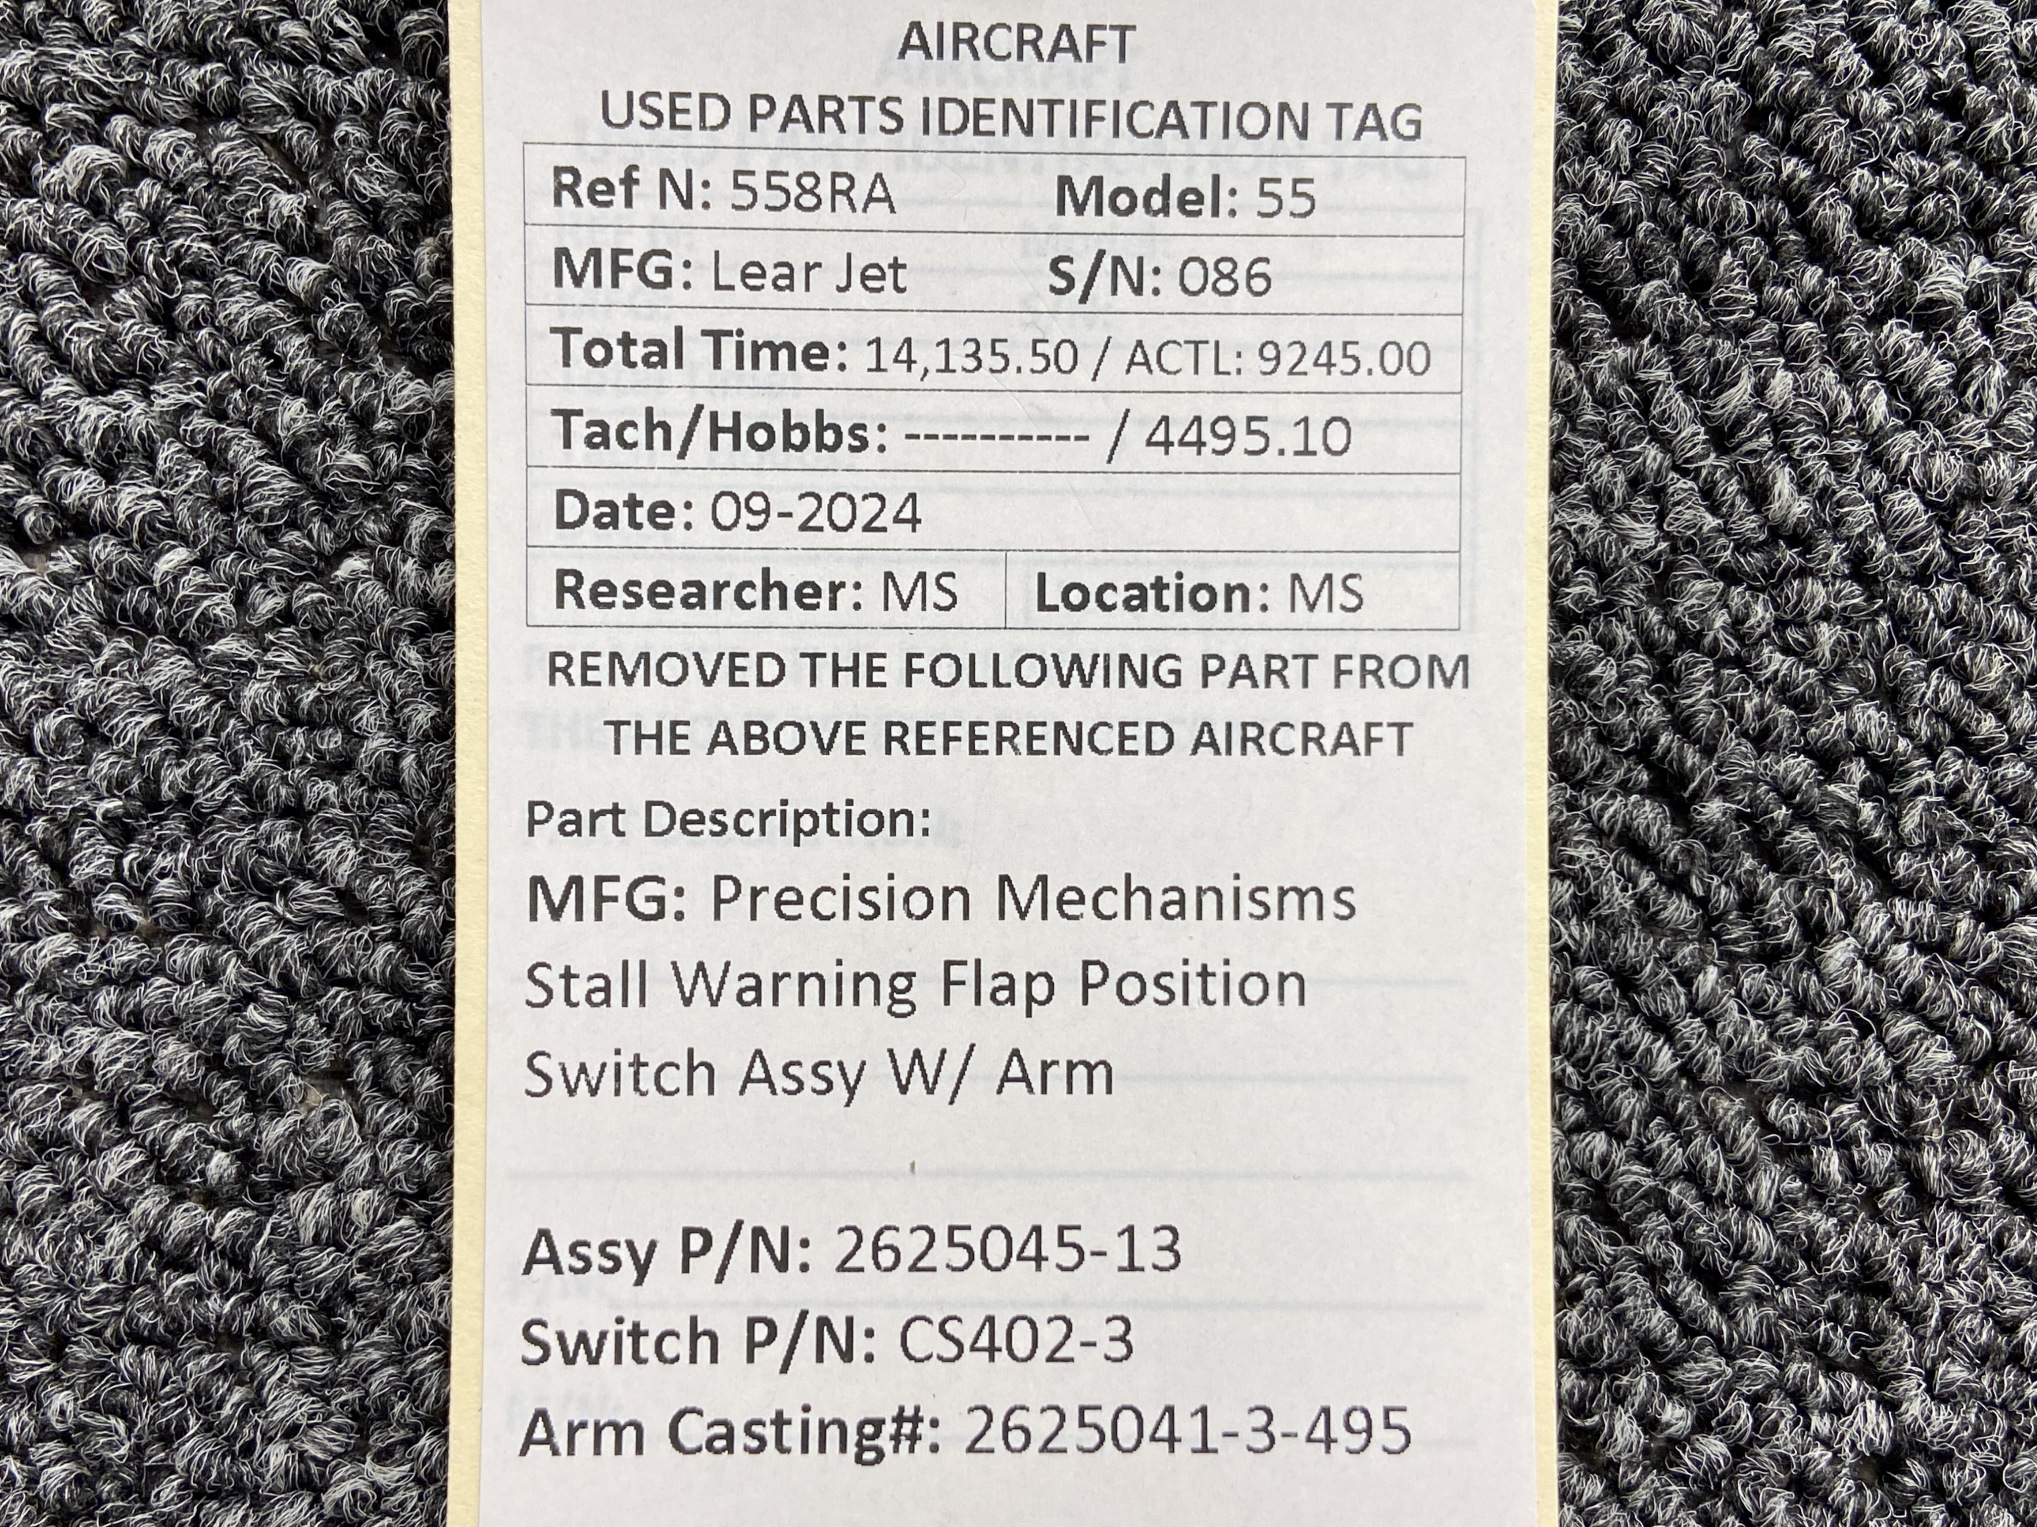 AIRCRAFT
USED PARTS IDENTIFICATION TAG
Ref N: 558RA Model: 55
MFG: Lear Jet S/N: 086
Total Time: 14,135.50 / ACTL: 9245.00
Tach/Hobbs: ---------- / 4495.10
Date: 09-2024
Researcher: MS Location: MS
REMOVED THE FOLLOWING PART FROM
THE ABOVE REFERENCED AIRCRAFT
Part Description:
MFG: Precision Mechanisms
Stall Warning Flap Position
Switch Assy W/ Arm
Assy P/N: 2625045-13
Switch P/N: CS402-3
Arm Casting#: 2625041-3-495